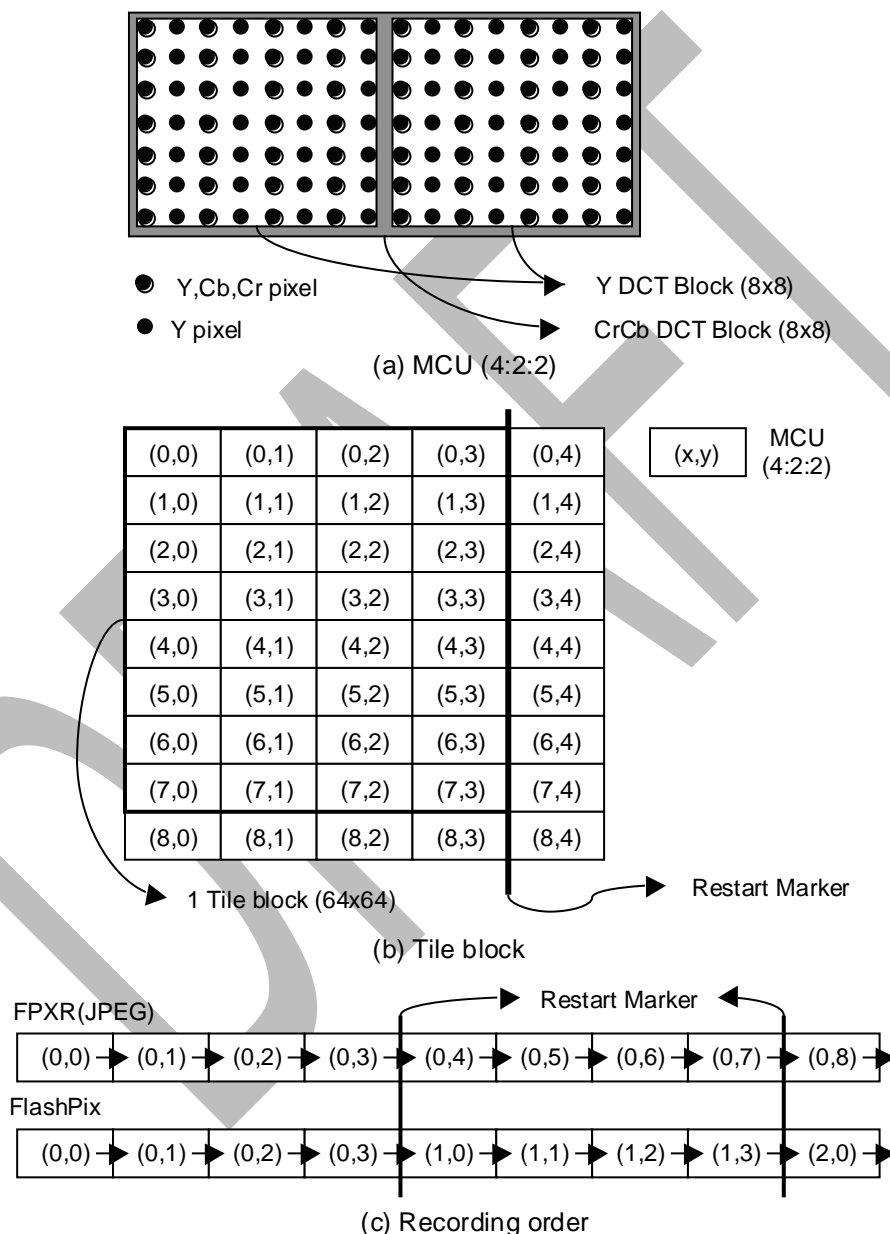 Y,Cb,Cr pixel
Y DCT Block (8x8)
Y pixel
CrCb DCT Block (8x8)
(a) MCU (4:2:2)
(0,0) (0,1) (0,2) (0,3) (0,4)
(x,y)
MCU
(4:2:2)
(1,0) (1,1) (1,2) (1,3) (1,4)
(2,0) (2,1) (2,2) (2,3) (2,4)
(3,0) (3,1) (3,2) (3,3) (3,4)
(4,0) (4,1) (4,2) (4,3) (4,4)
(5,0) (5,1) (5,2) (5,3) (5,4)
(6,0) (6,1) (6,2) (6,3) (6,4)
(7,0) (7,1) (7,2) (7,3) (7,4)
(8,0) (8,1) (8,2) (8,3) (8,4)
1 Tile block (64x64)
Restart Marker
(b) Tile block
Restart Marker
FPXR(JPEG)
(0,0) (0,1) (0,2) (0,3) (0,4) (0,5) (0,6) (0,7) (0,8)
FlashPix
(0,0) (0,1) (0,2) (0,3) (1,0) (1,1) (1,2) (1,3) (2,0)
(c) Recording order